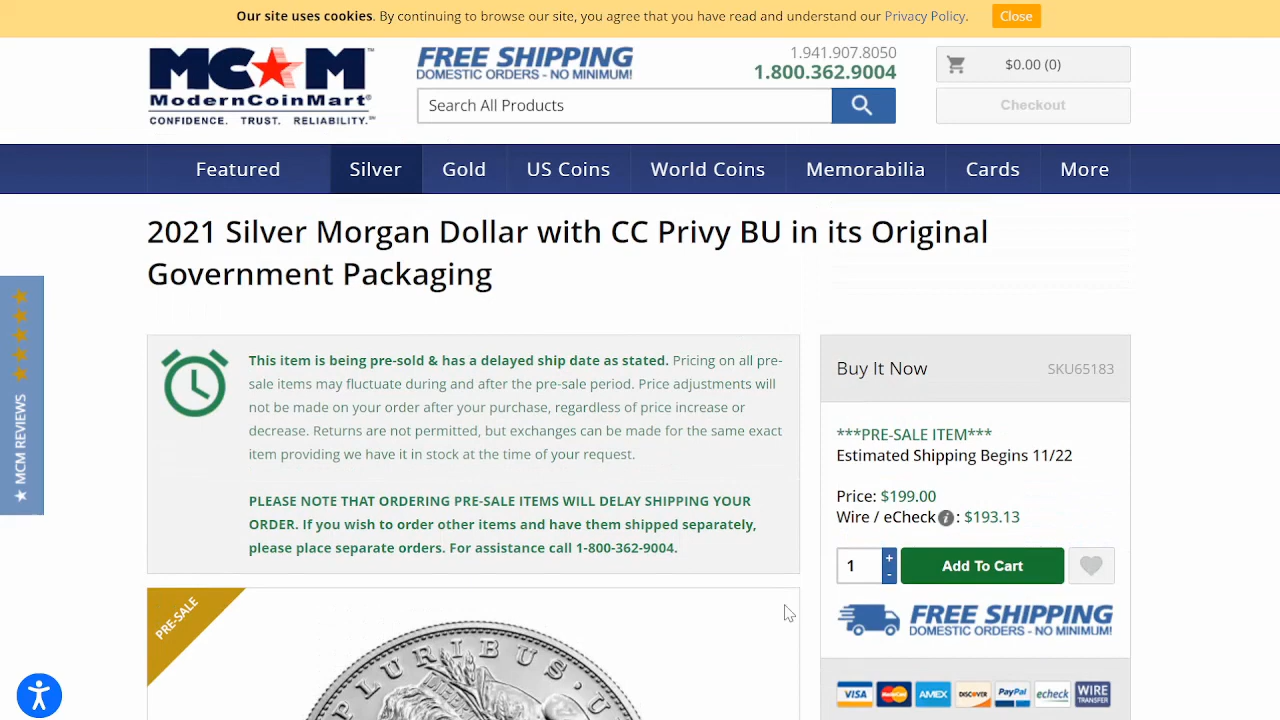 Our site uses cookies. By continuing to browse our site, you agree that you have read and understand our Privacy Policy.
Close
MCM™
ModernCoinMart®
CONFIDENCE. TRUST. RELIABILITY.℠
FREE SHIPPING
DOMESTIC ORDERS - NO MINIMUM!
1.941.907.8050
1.800.362.9004
Search All Products
$0.00 (0)
Checkout
Featured
Silver
Gold
US Coins
World Coins
Memorabilia
Cards
More
2021 Silver Morgan Dollar with CC Privy BU in its Original
Government Packaging
★ MCM REVIEWS
This item is being pre-sold & has a delayed ship date as stated. Pricing on all pre-
sale items may fluctuate during and after the pre-sale period. Price adjustments will
not be made on your order after your purchase, regardless of price increase or
decrease. Returns are not permitted, but exchanges can be made for the same exact
item providing we have it in stock at the time of your request.
PLEASE NOTE THAT ORDERING PRE-SALE ITEMS WILL DELAY SHIPPING YOUR
ORDER. If you wish to order other items and have them shipped separately,
please place separate orders. For assistance call 1-800-362-9004.
PRE-SALE
PLURIBUS·U
Buy It Now
SKU65183
***PRE-SALE ITEM***
Estimated Shipping Begins 11/22
Price: $199.00
Wire / eCheck i : $193.13
1
+
-
Add To Cart
FREE SHIPPING
DOMESTIC ORDERS - NO MINIMUM!
VISA
MasterCard
AMEX
DISCOVER
PayPal
echeck
WIRE
TRANSFER